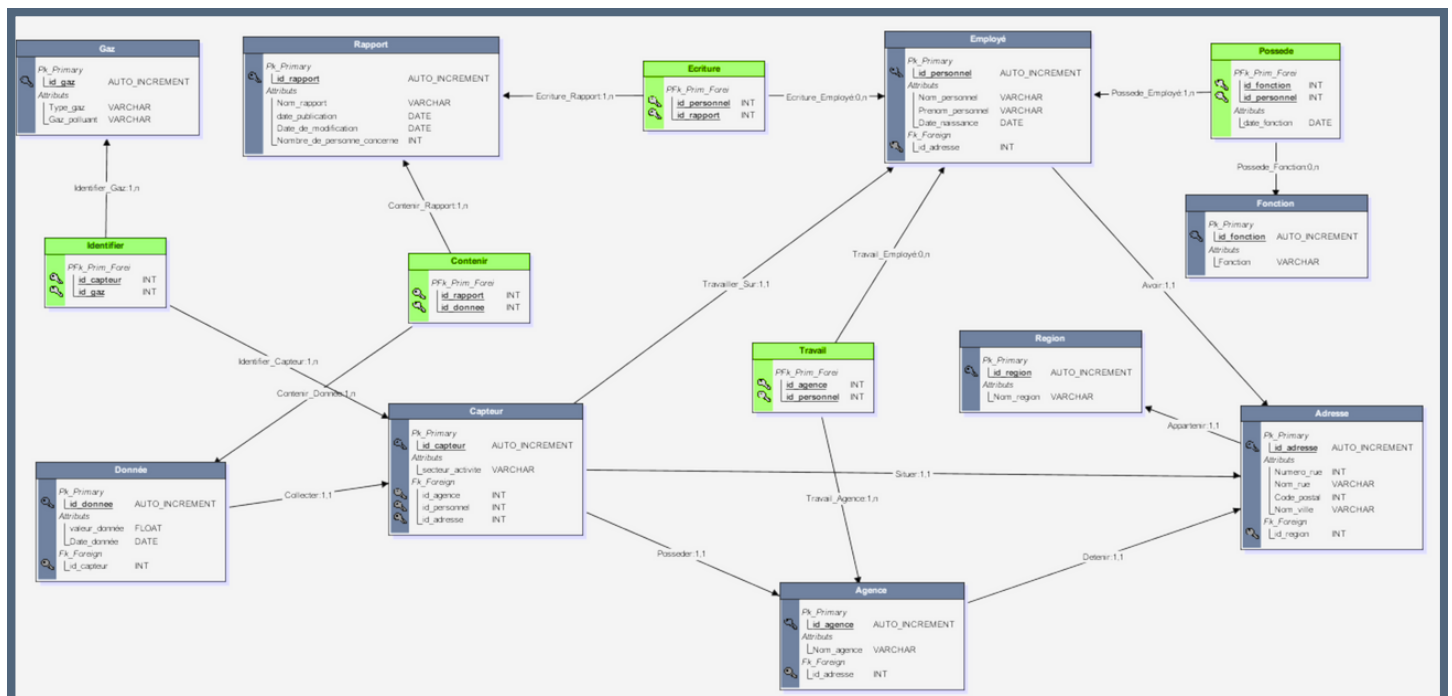 Gaz
Pk_Primary
id_gaz AUTO_INCREMENT
Attributs
Type_gaz VARCHAR
Gaz_polluant VARCHAR
Rapport
Pk_Primary
id_rapport AUTO_INCREMENT
Attributs
Nom_rapport VARCHAR
date_publication DATE
Date_de_modification DATE
Nombre_de_personne_concerne INT
Ecriture_Rapport:1,n
Ecriture
PFk_Prim_Forei
id_personnel INT
id_rapport INT
Ecriture_Employé:0,n
Employé
Pk_Primary
id_personnel AUTO_INCREMENT
Attributs
Nom_personnel VARCHAR
Prenom_personnel VARCHAR
Date_naissance DATE
Fk_Foreign
id_adresse INT
Possede_Employé:1,n
Possede
PFk_Prim_Forei
id_fonction INT
id_personnel INT
Attributs
date_fonction DATE
Possede_Fonction:0,n
Fonction
Pk_Primary
id_fonction AUTO_INCREMENT
Attributs
Fonction VARCHAR
Identifier_Gaz:1,n
Contenir_Rapport:1,n
Identifier
PFk_Prim_Forei
id_capteur INT
id_gaz INT
Contenir
PFk_Prim_Forei
id_rapport INT
id_donnee INT
Travail_Employé:0,n
Travailler_Sur:1,1
Avoir:1,1
Identifier_Capteur:1,n
Contenir_Donnée:1,n
Travail
PFk_Prim_Forei
id_agence INT
id_personnel INT
Region
Pk_Primary
id_region AUTO_INCREMENT
Attributs
Nom_region VARCHAR
Appartenir:1,1
Capteur
Pk_Primary
id_capteur AUTO_INCREMENT
Attributs
secteur_activite VARCHAR
Fk_Foreign
id_agence INT
id_personnel INT
id_adresse INT
Adresse
Pk_Primary
id_adresse AUTO_INCREMENT
Attributs
Numero_rue INT
Nom_rue VARCHAR
Code_postal INT
Nom_ville VARCHAR
Fk_Foreign
id_region INT
Donnée
Pk_Primary
id_donnee AUTO_INCREMENT
Attributs
valeur_donnée FLOAT
Date_donnée DATE
Fk_Foreign
id_capteur INT
Collecter:1,1
Situer:1,1
Travail_Agence:1,n
Posseder:1,1
Detenir:1,1
Agence
Pk_Primary
id_agence AUTO_INCREMENT
Attributs
Nom_agence VARCHAR
Fk_Foreign
id_adresse INT